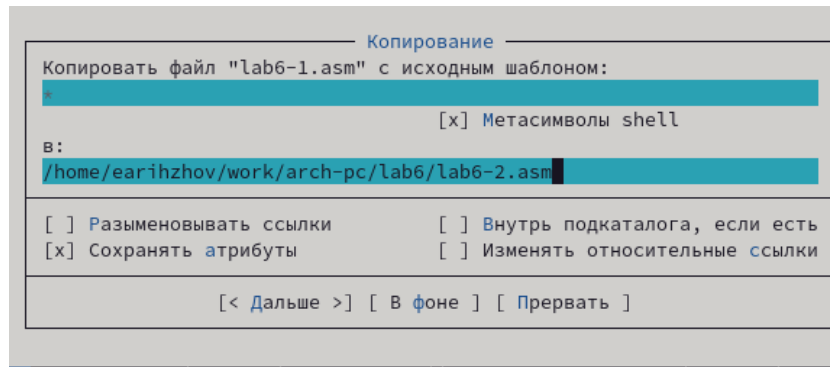 Копирование
Копировать файл "lab6-1.asm" с исходным шаблоном:
*
[x] Метасимволы shell
в:
/home/earihzhov/work/arch-pc/lab6/lab6-2.asm
[ ] Разыменовывать ссылки [ ] Внутрь подкаталога, если есть
[x] Сохранять атрибуты [ ] Изменять относительные ссылки
[< Дальше >] [ В фоне ] [ Прервать ]